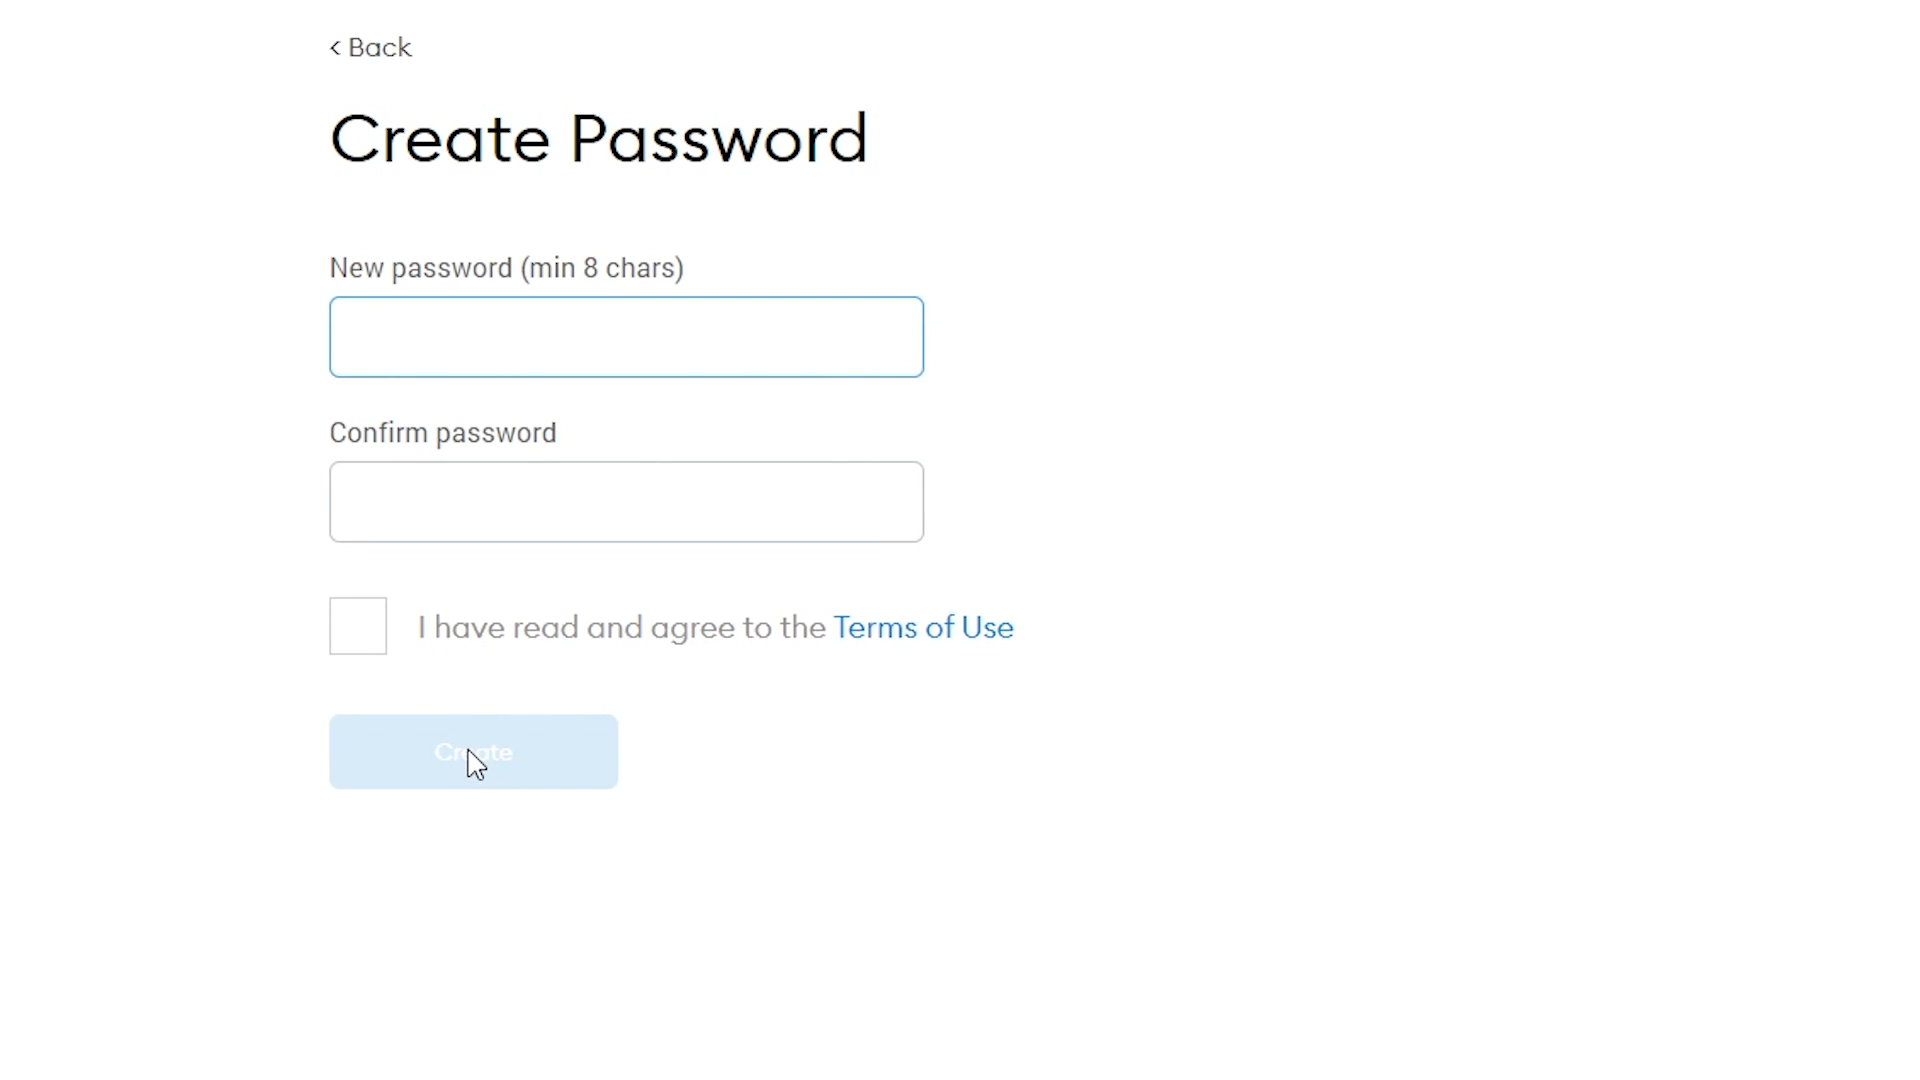 < Back
Create Password
New password (min 8 chars)
Confirm password
I have read and agree to the Terms of Use
Create